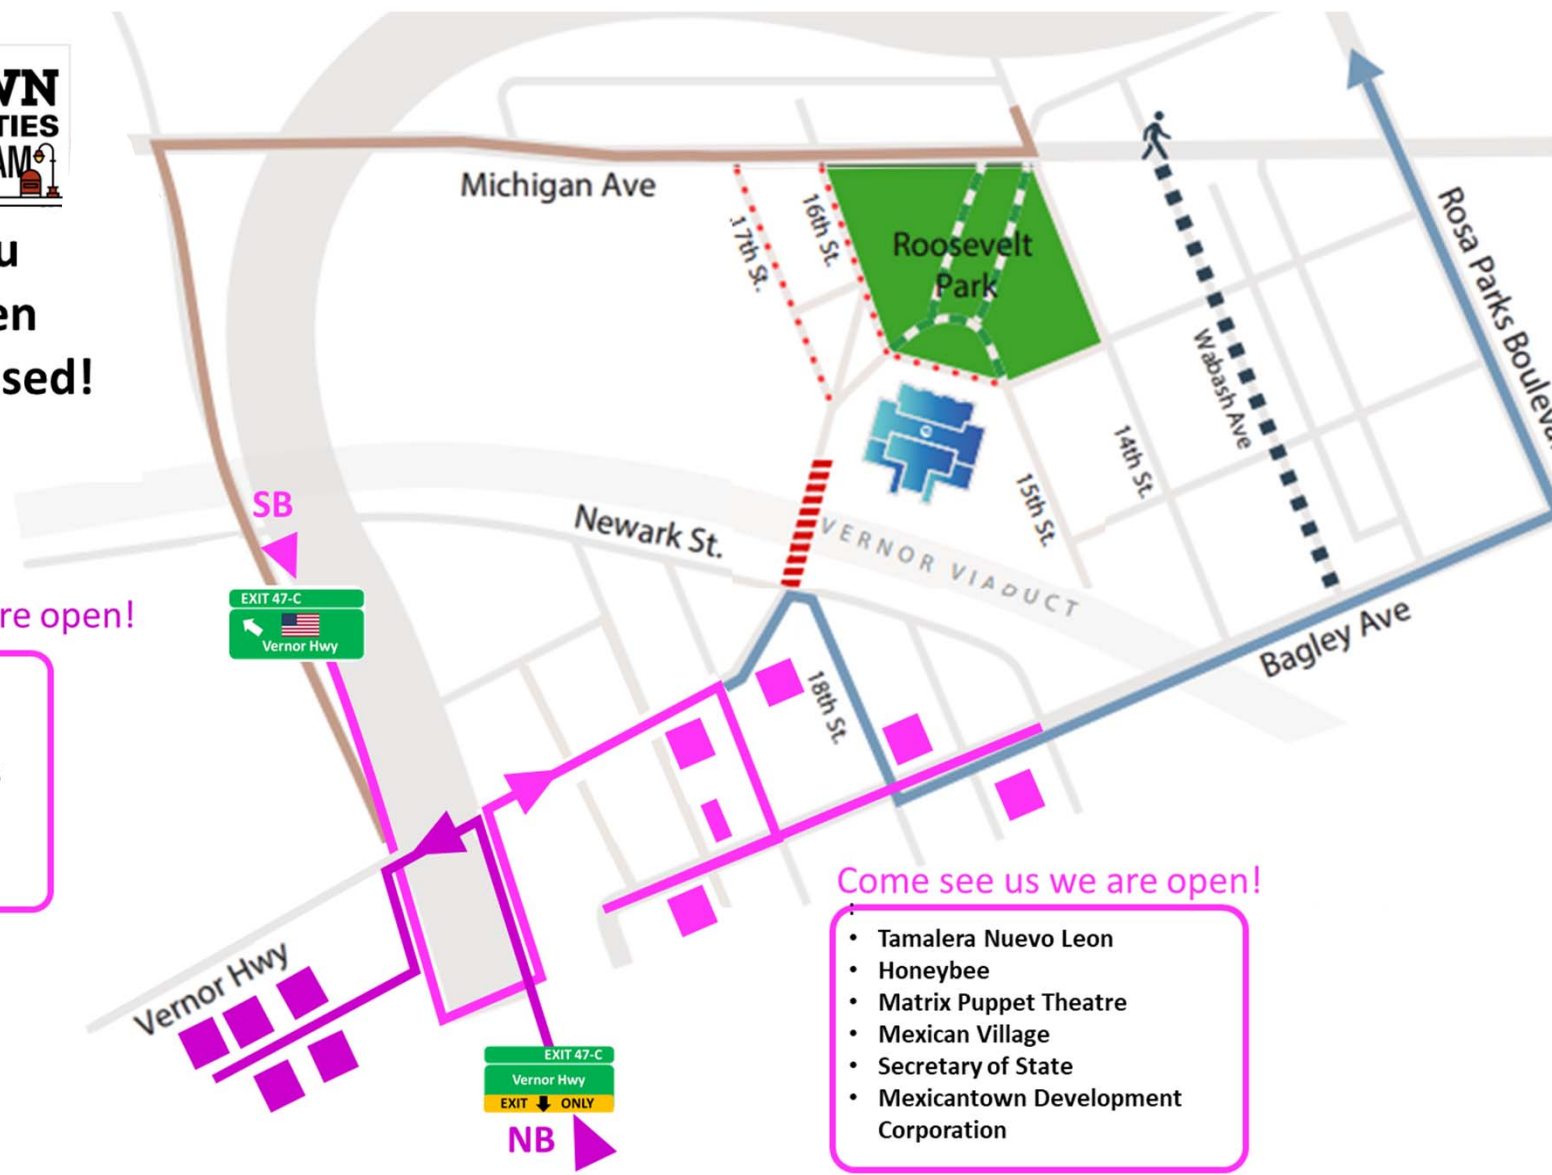 WN
TIES
AM
u
en
sed!
Michigan Ave
17th St.
16th St.
Roosevelt
Park
Wabash Ave
Rosa Parks Bouleva
14th St.
15th St.
SB
Newark St.
VERNOR VIADUCT
EXIT 47-C
Vernor Hwy
re open!
Bagley Ave
18th St.
Come see us we are open!
:
• Tamalera Nuevo Leon
• Honeybee
• Matrix Puppet Theatre
• Mexican Village
• Secretary of State
• Mexicantown Development
Corporation
Vernor Hwy
EXIT 47-C
Vernor Hwy
EXIT ONLY
NB